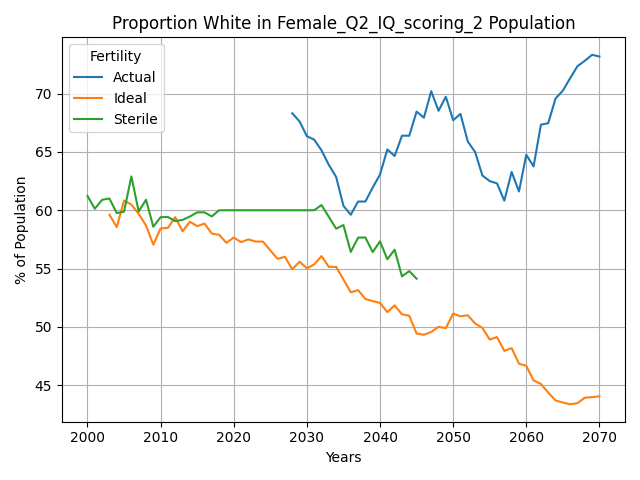 Proportion White in Female_Q2_IQ_scoring_2 Population
Fertility
Actual
Ideal
Sterile
% of Population
70
65
60
55
50
45
2000 2010 2020 2030 2040 2050 2060 2070
Years